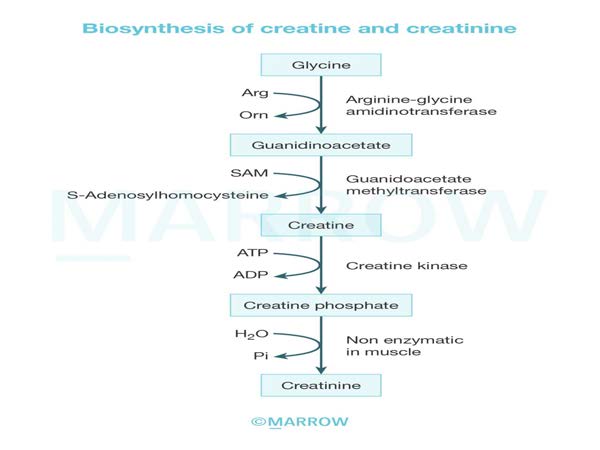 Biosynthesis of creatine and creatinine
Glycine
Arg
Orn
Arginine-glycine
amidinotransferase
Guanidinoacetate
SAM
S-Adenosylhomocysteine
Guanidoacetate
methyltransferase
MARROW
Creatine
ATP
ADP
Creatine kinase
Creatine phosphate
H₂O
Pi
Non enzymatic
in muscle
Creatinine
©MARROW